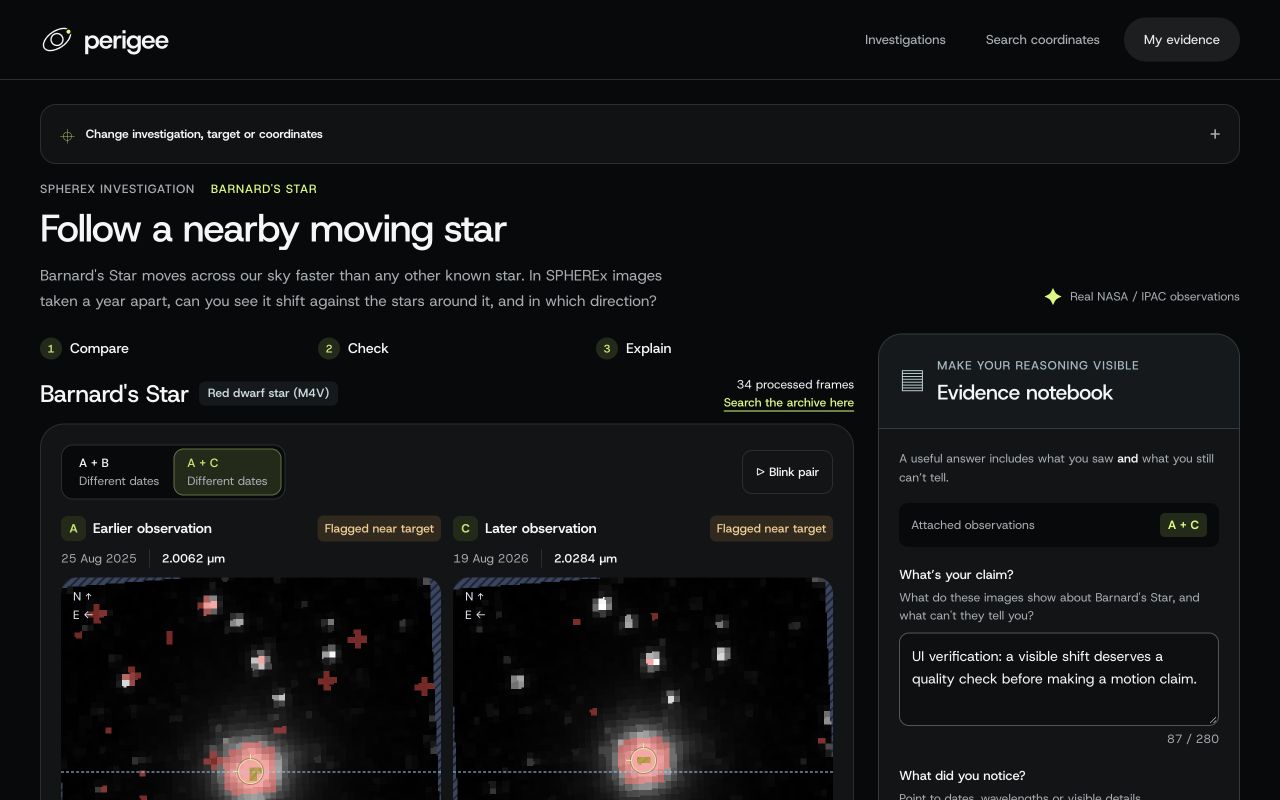 perigee
Investigations
Search coordinates
My evidence
Change investigation, target or coordinates
+
SPHEREX INVESTIGATION BARNARD'S STAR
Follow a nearby moving star
Barnard's Star moves across our sky faster than any other known star. In SPHEREx images
taken a year apart, can you see it shift against the stars around it, and in which direction?
Real NASA / IPAC observations
1 Compare
2 Check
3 Explain
Barnard's Star
Red dwarf star (M4V)
34 processed frames
Search the archive here
A + B
Different dates
A + C
Different dates
Blink pair
A Earlier observation
Flagged near target
25 Aug 2025
2.0062 µm
N ↑
E ←
C Later observation
Flagged near target
19 Aug 2026
2.0284 µm
N ↑
E ←
MAKE YOUR REASONING VISIBLE
Evidence notebook
A useful answer includes what you saw and what you still
can’t tell.
Attached observations
A + C
What’s your claim?
What do these images show about Barnard's Star, and
what can't they tell you?
UI verification: a visible shift deserves a
quality check before making a motion claim.
87 / 280
What did you notice?
Point to dates, wavelengths or visible details.